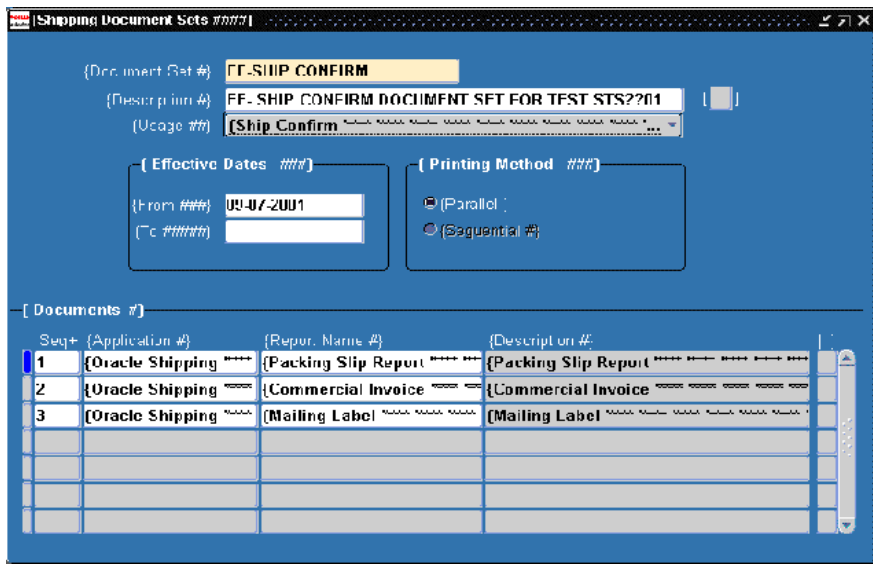 {Shipping Document Sets ####}
{Document Set #} FF-SHIP CONFIRM
{Description #} FF- SHIP CONFIRM DOCUMENT SET FOR TEST STS??01 [ ]
{Usage ##} {Ship Confirm ...
{ Effective Dates ###}
{ Printing Method ###}
{From ###} 09-07-2001
{Parallel }
{To #####}
{Sequential #}
{ Documents #}
Seq+ {Application #} {Report Name #} {Description #} [ ]
1 {Oracle Shipping {Packing Slip Report {Packing Slip Report
2 {Oracle Shipping {Commercial Invoice {Commercial Invoice
3 {Oracle Shipping {Mailing Label {Mailing Label